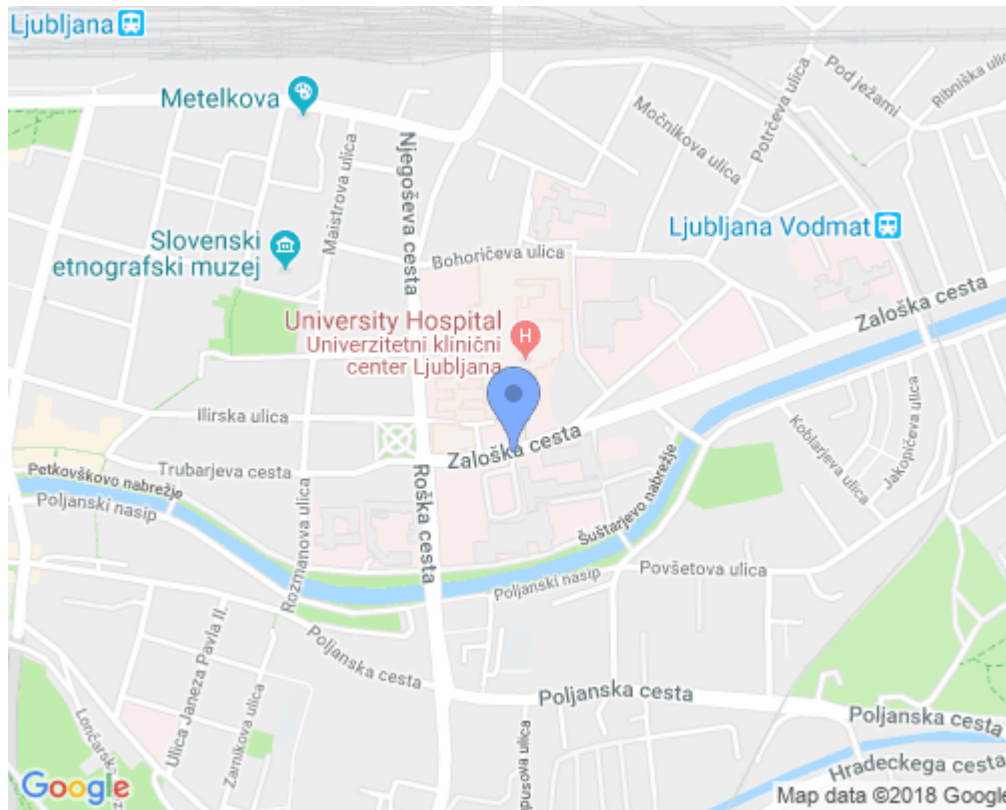 Ljubljana
Metelkova
Pod ježami
Ribniška ulica
Močnikova ulica
Potrčeva ulica
Maistrova ulica
Njegoševa cesta
Slovenski
etnografski muzej
Bohoričeva ulica
Ljubljana Vodmat
Zaloška cesta
University Hospital
Univerzitetni klinični
center Ljubljana
H
Ilirska ulica
Trubarjeva cesta
Zaloška cesta
Petkovškovo nabrežje
Poljanski nasip
Rozmanova ulica
Roška cesta
Šuštarjevo nabrežje
Koblarjeva ulica
Jakopičeva ulica
Poljanski nasip
Povšetova ulica
Ulica Janeza Pavla II.
Poljanska cesta
Zarnikova ulica
Lončarsk
Poljanska cesta
pusova ulica
Poljanska cesta
Hradeckega cesta
Google
Map data ©2018 Google